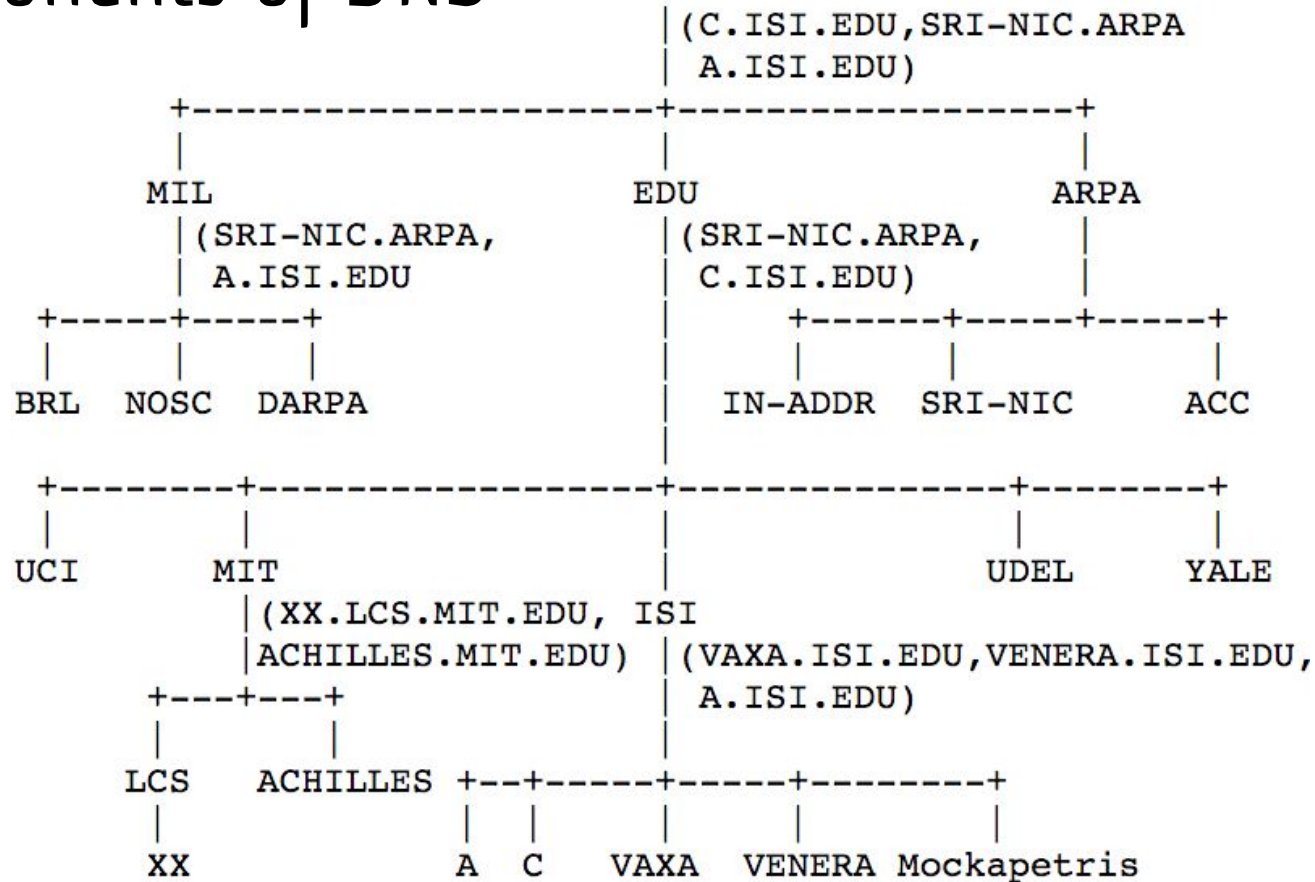 (C.ISI.EDU,SRI-NIC.ARPA
A.ISI.EDU)
MIL EDU ARPA
(SRI-NIC.ARPA, (SRI-NIC.ARPA,
A.ISI.EDU C.ISI.EDU)
BRL NOSC DARPA IN-ADDR SRI-NIC ACC
UCI MIT UDEL YALE
(XX.LCS.MIT.EDU, ISI
ACHILLES.MIT.EDU) (VAXA.ISI.EDU,VENERA.ISI.EDU,
A.ISI.EDU)
LCS ACHILLES
XX A C VAXA VENERA Mockapetris